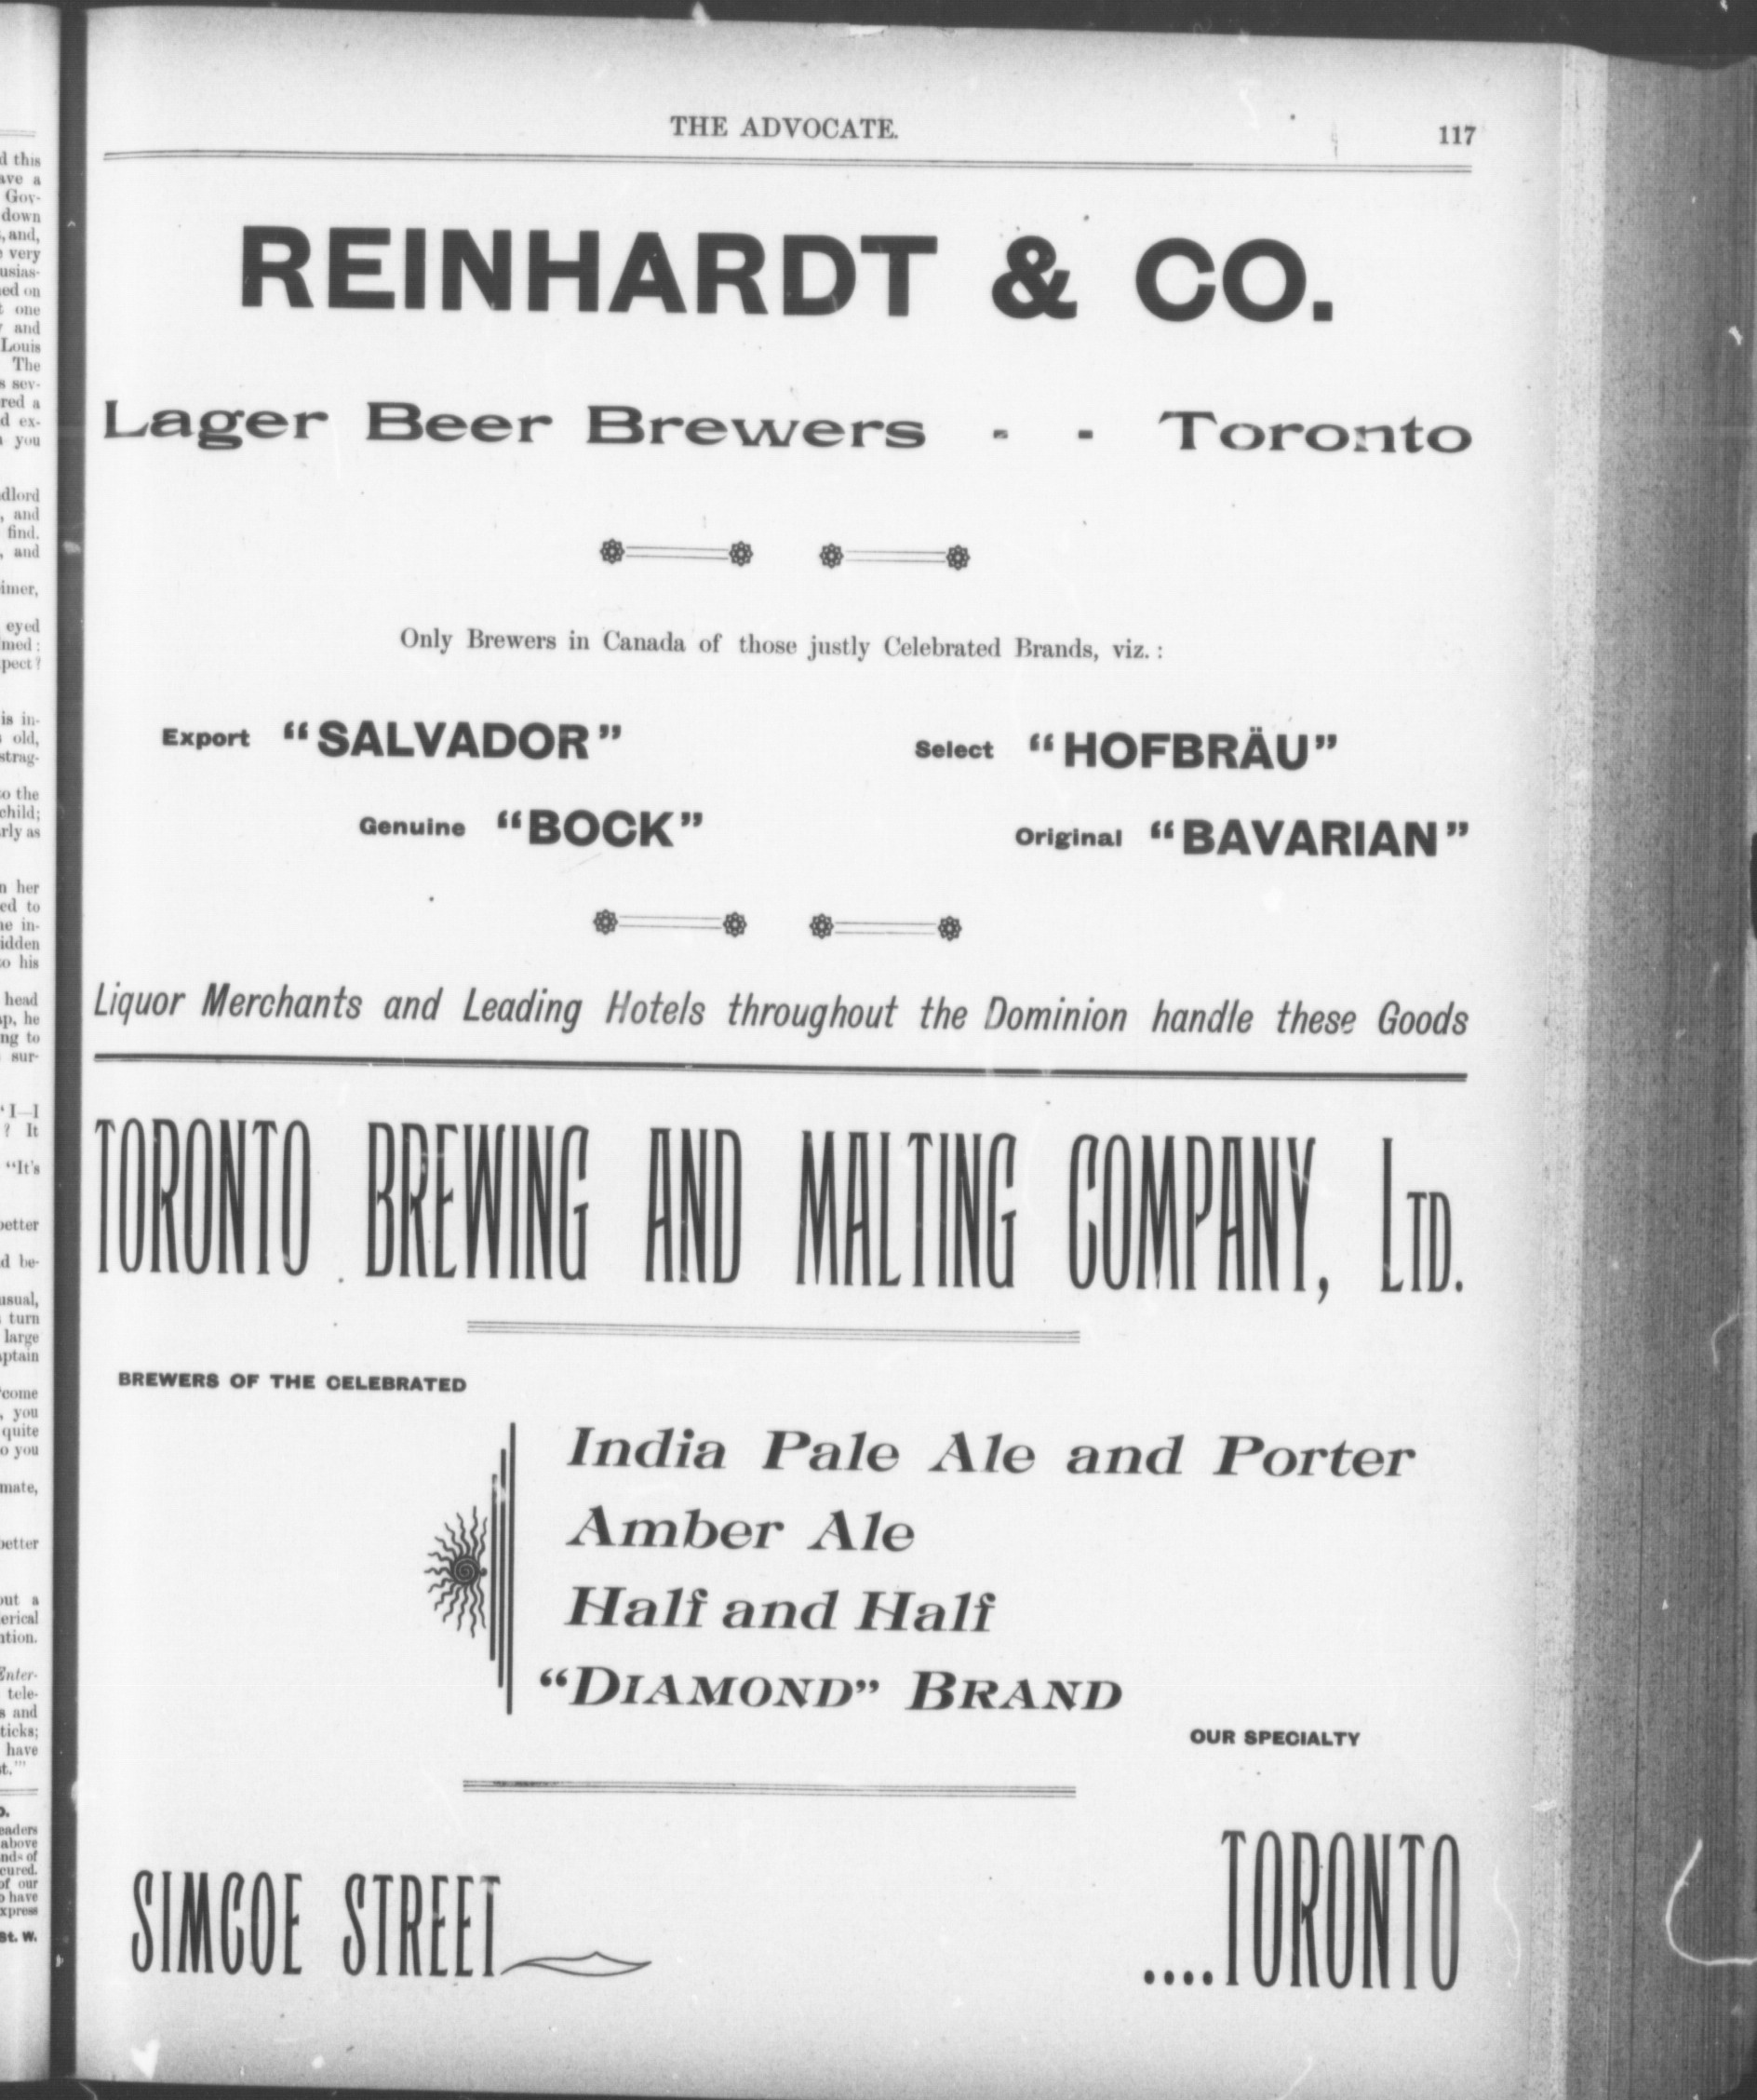 THE ADVOCATE.
117
REINHARDT & CO.
Lager Beer Brewers - - Toronto
Only Brewers in Canada of those justly Celebrated Brands, viz. :
Export "SALVADOR"
Select "HOFBRÄU"
Genuine "BOCK"
Original "BAVARIAN"
Liquor Merchants and Leading Hotels throughout the Dominion handle these Goods
TORONTO BREWING AND MALTING COMPANY, LTD.
BREWERS OF THE CELEBRATED
India Pale Ale and Porter
Amber Ale
Half and Half
"DIAMOND" BRAND
OUR SPECIALTY
SIMCOE STREET
....TORONTO